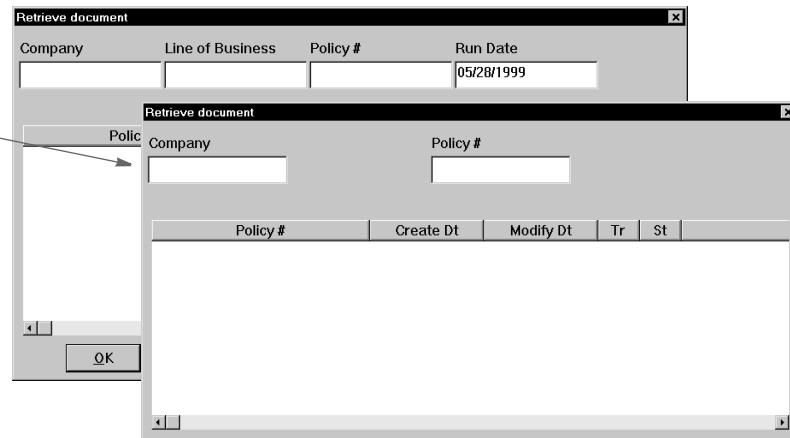 Retrieve document
Company Line of Business Policy # Run Date
05/28/1999
Retrieve document
Polic
Company Policy #
Policy # Create Dt Modify Dt Tr St
OK